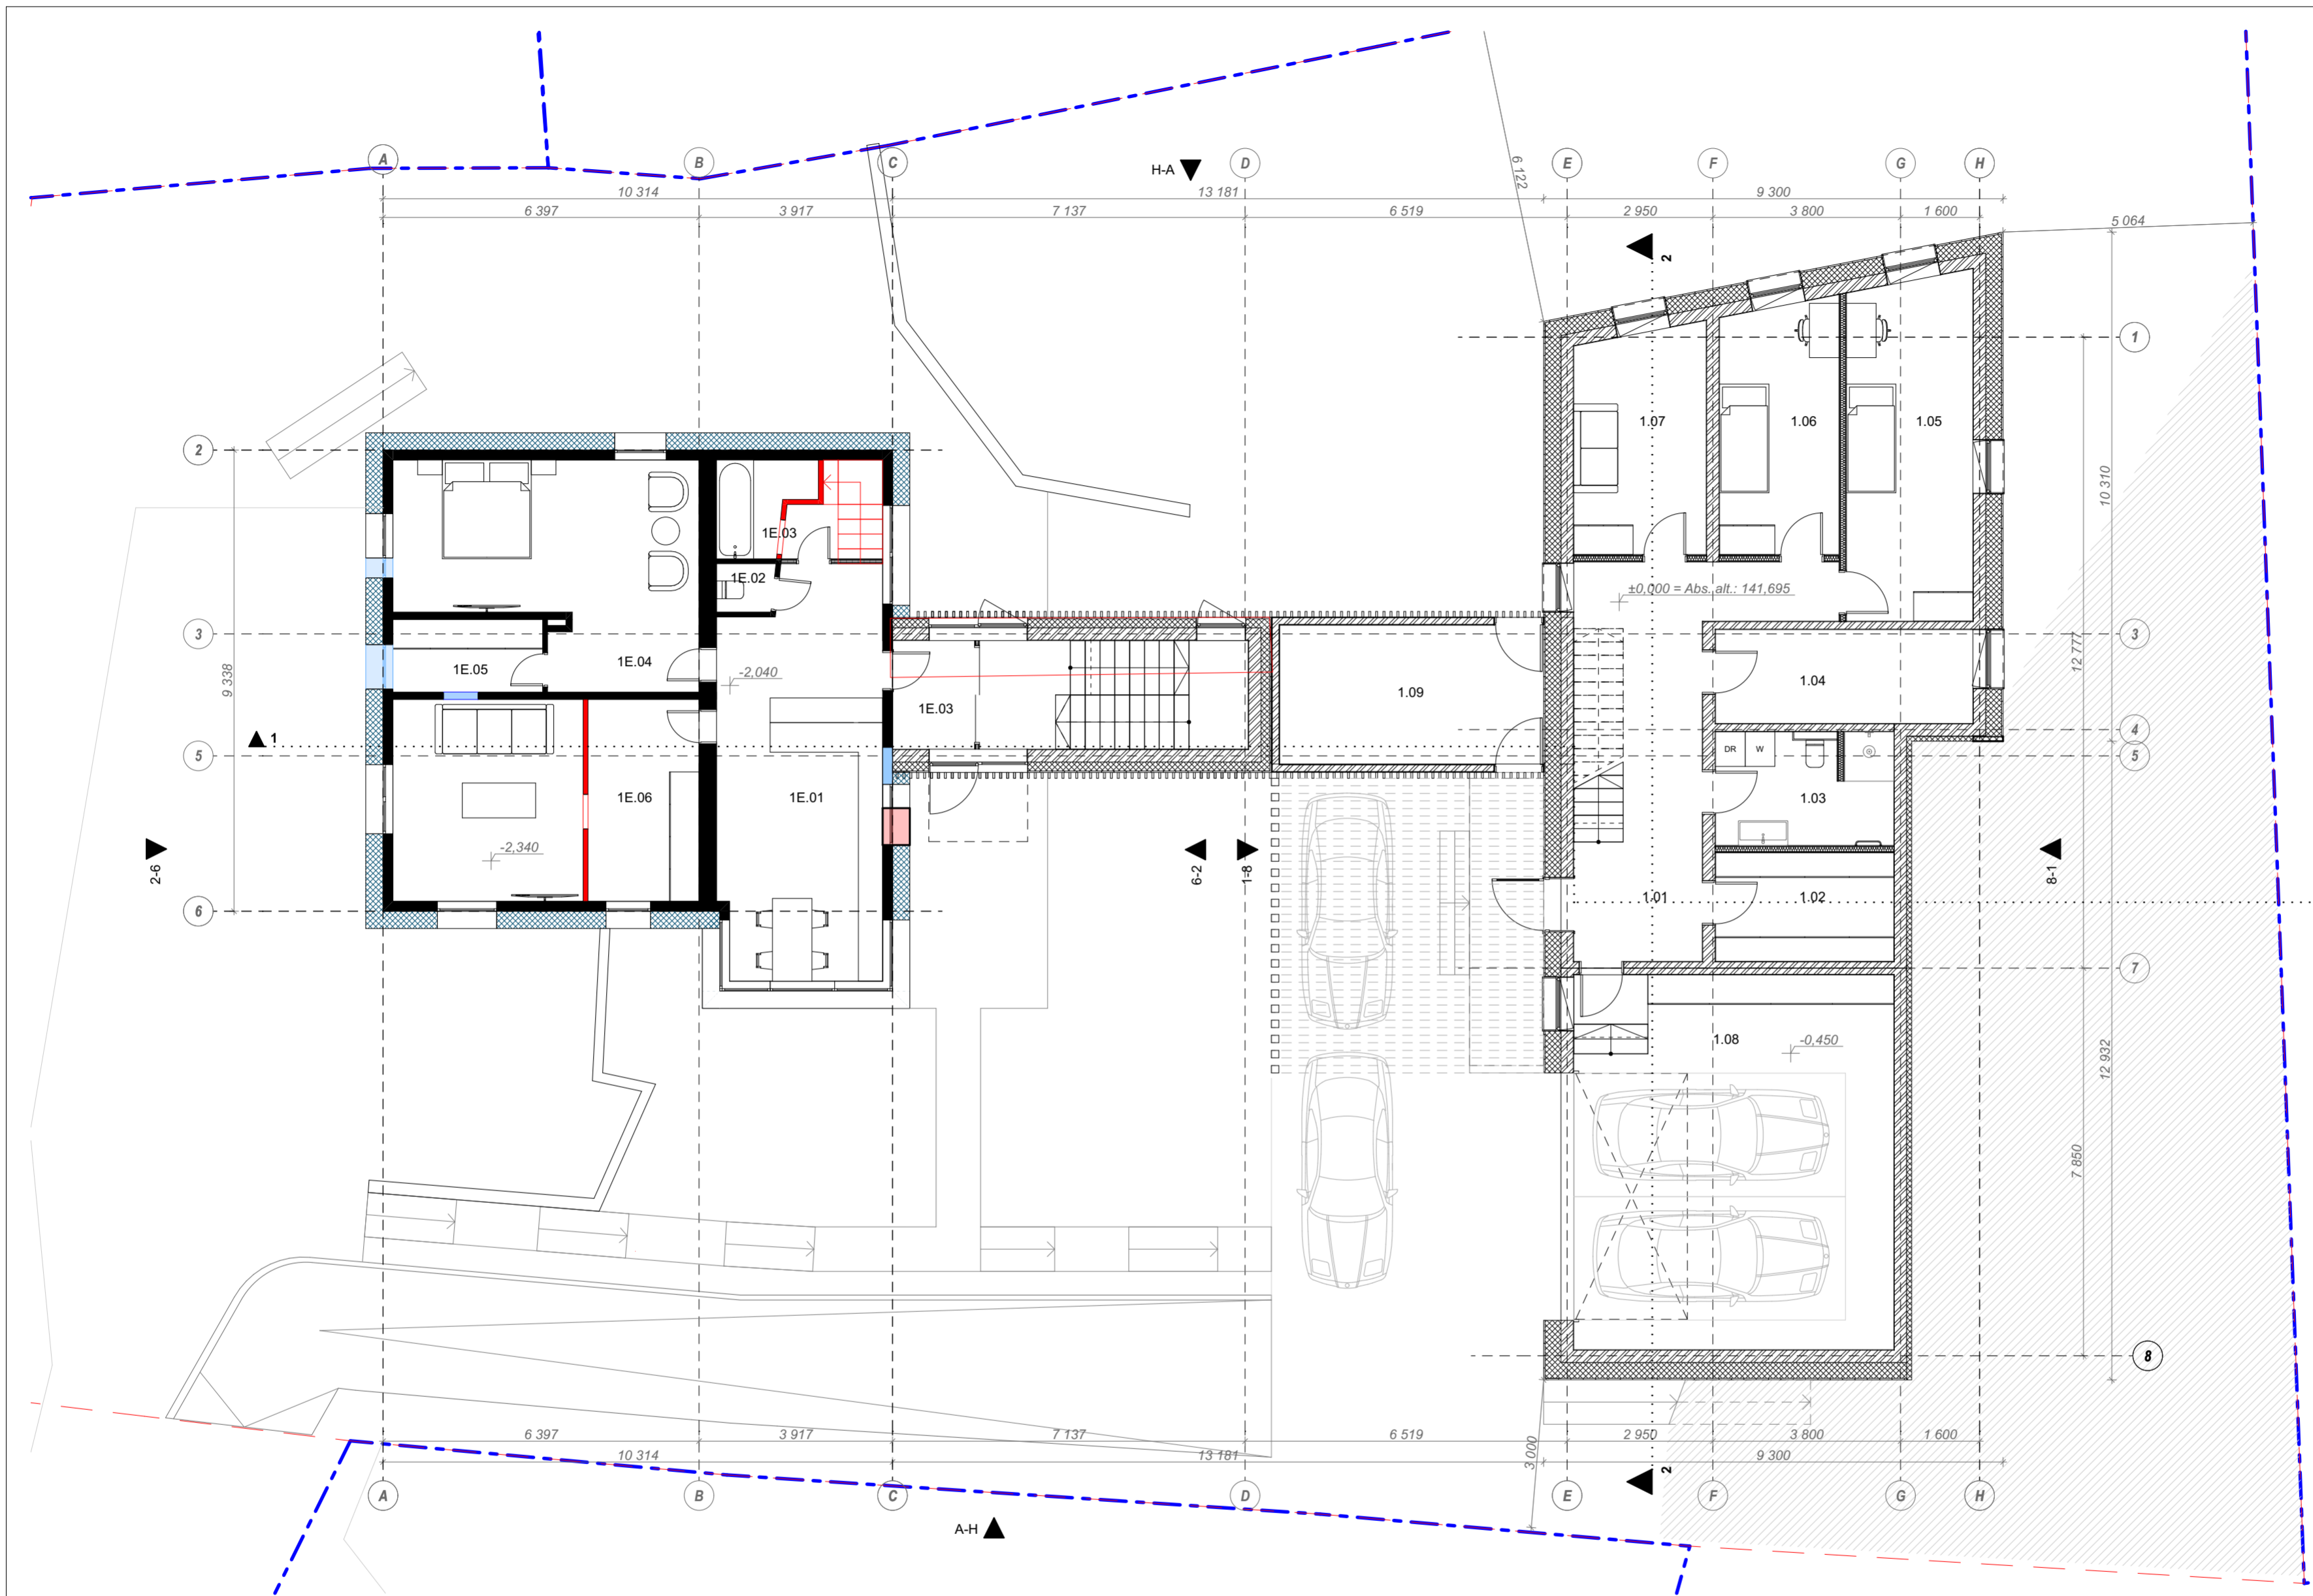 A
B
C
D
E
F
G
H
H-A
6 122
10 314
13 181
9 300
6 397
3 917
7 137
6 519
2 950
3 800
1 600
5 064
2
1
2
1.07
1.06
1.05
10 310
1E.03
1E.02
±0,000 = Abs. alt.: 141,695
3
3
12 777
1E.05
1E.04
-2,040
9 338
1E.03
1.09
1.04
4
1
5
DR
W
5
1E.06
1E.01
1.03
-2,340
2-6
6-2
1-8
8-1
6
1.01
1.02
7
1.08
-0,450
12 932
7 850
8
6 397
3 917
7 137
6 519
2 950
3 800
1 600
10 314
13 181
3 000
9 300
2
A
B
C
D
E
F
G
H
A-H